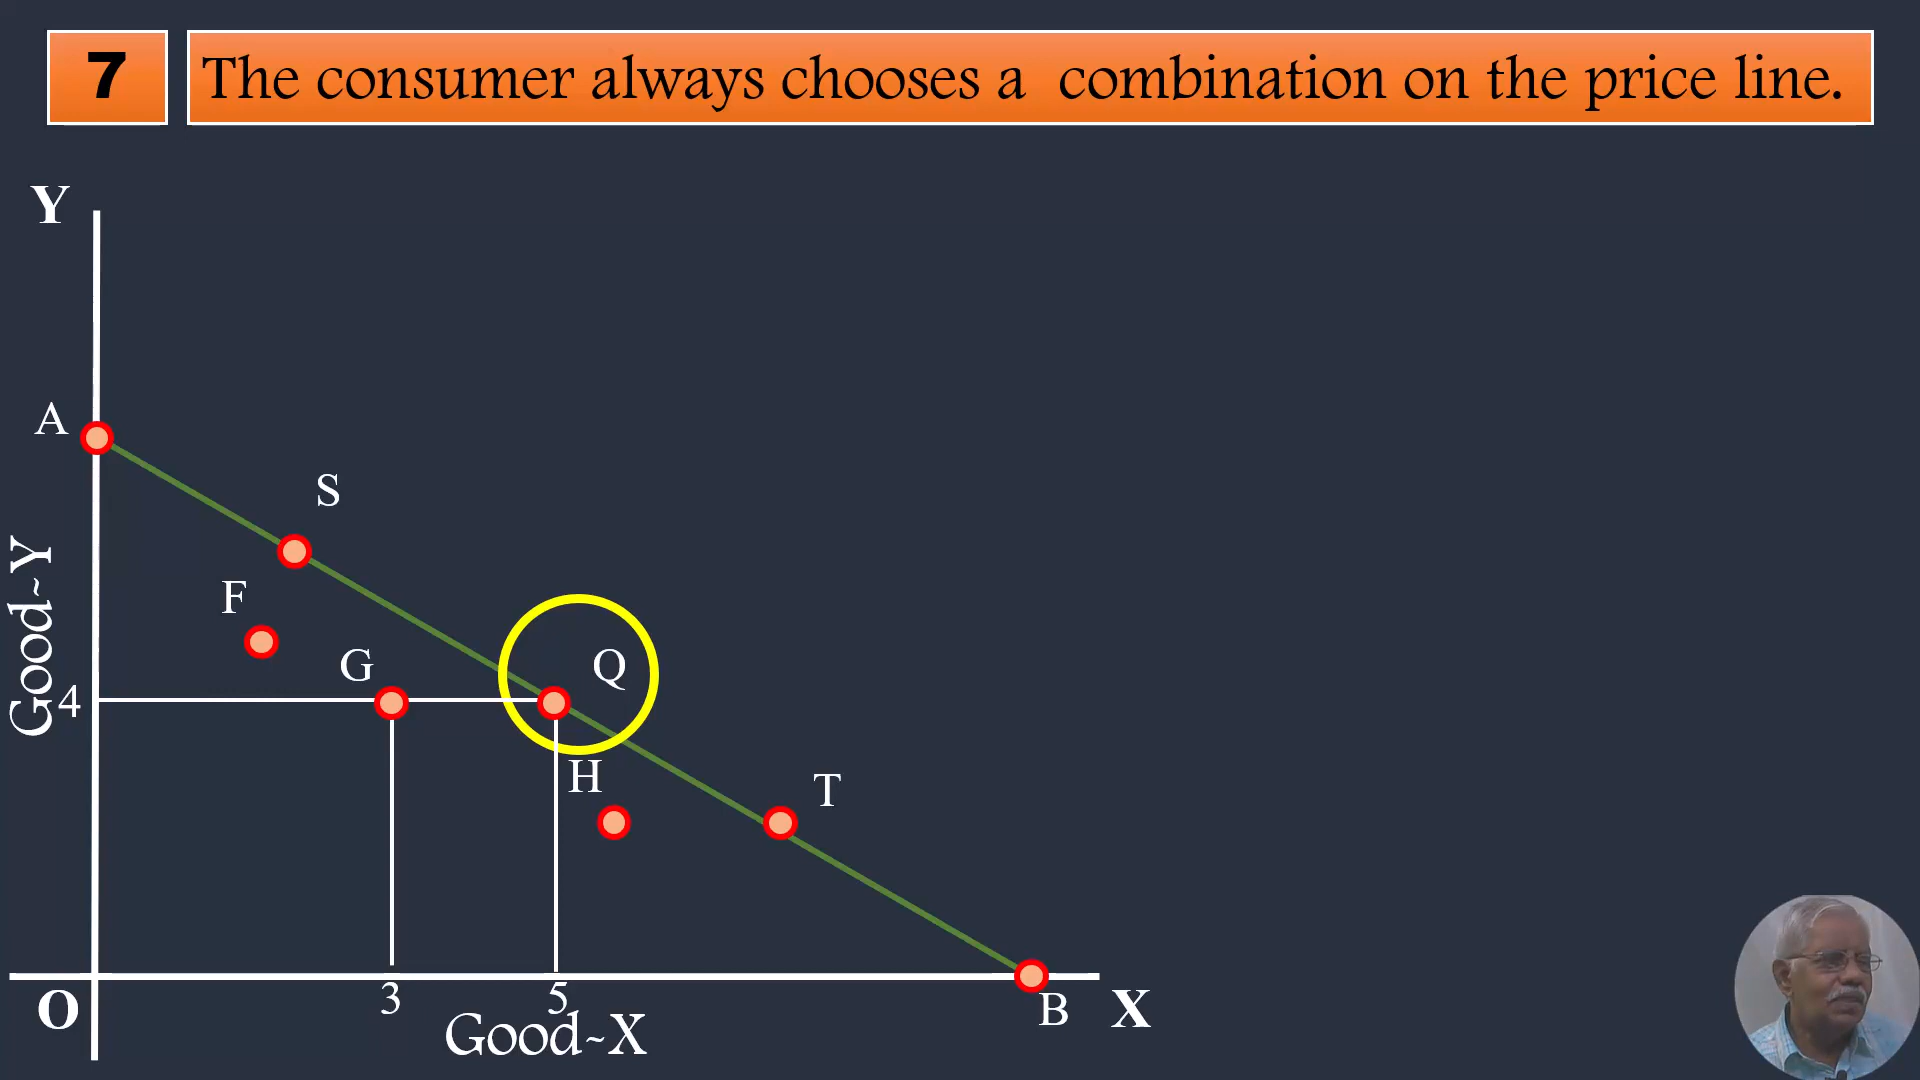 7
The consumer always chooses a combination on the price line.
Y
A
S
F
G
Q
Good~Y
4
H
T
3
5
O
B
X
Good~X